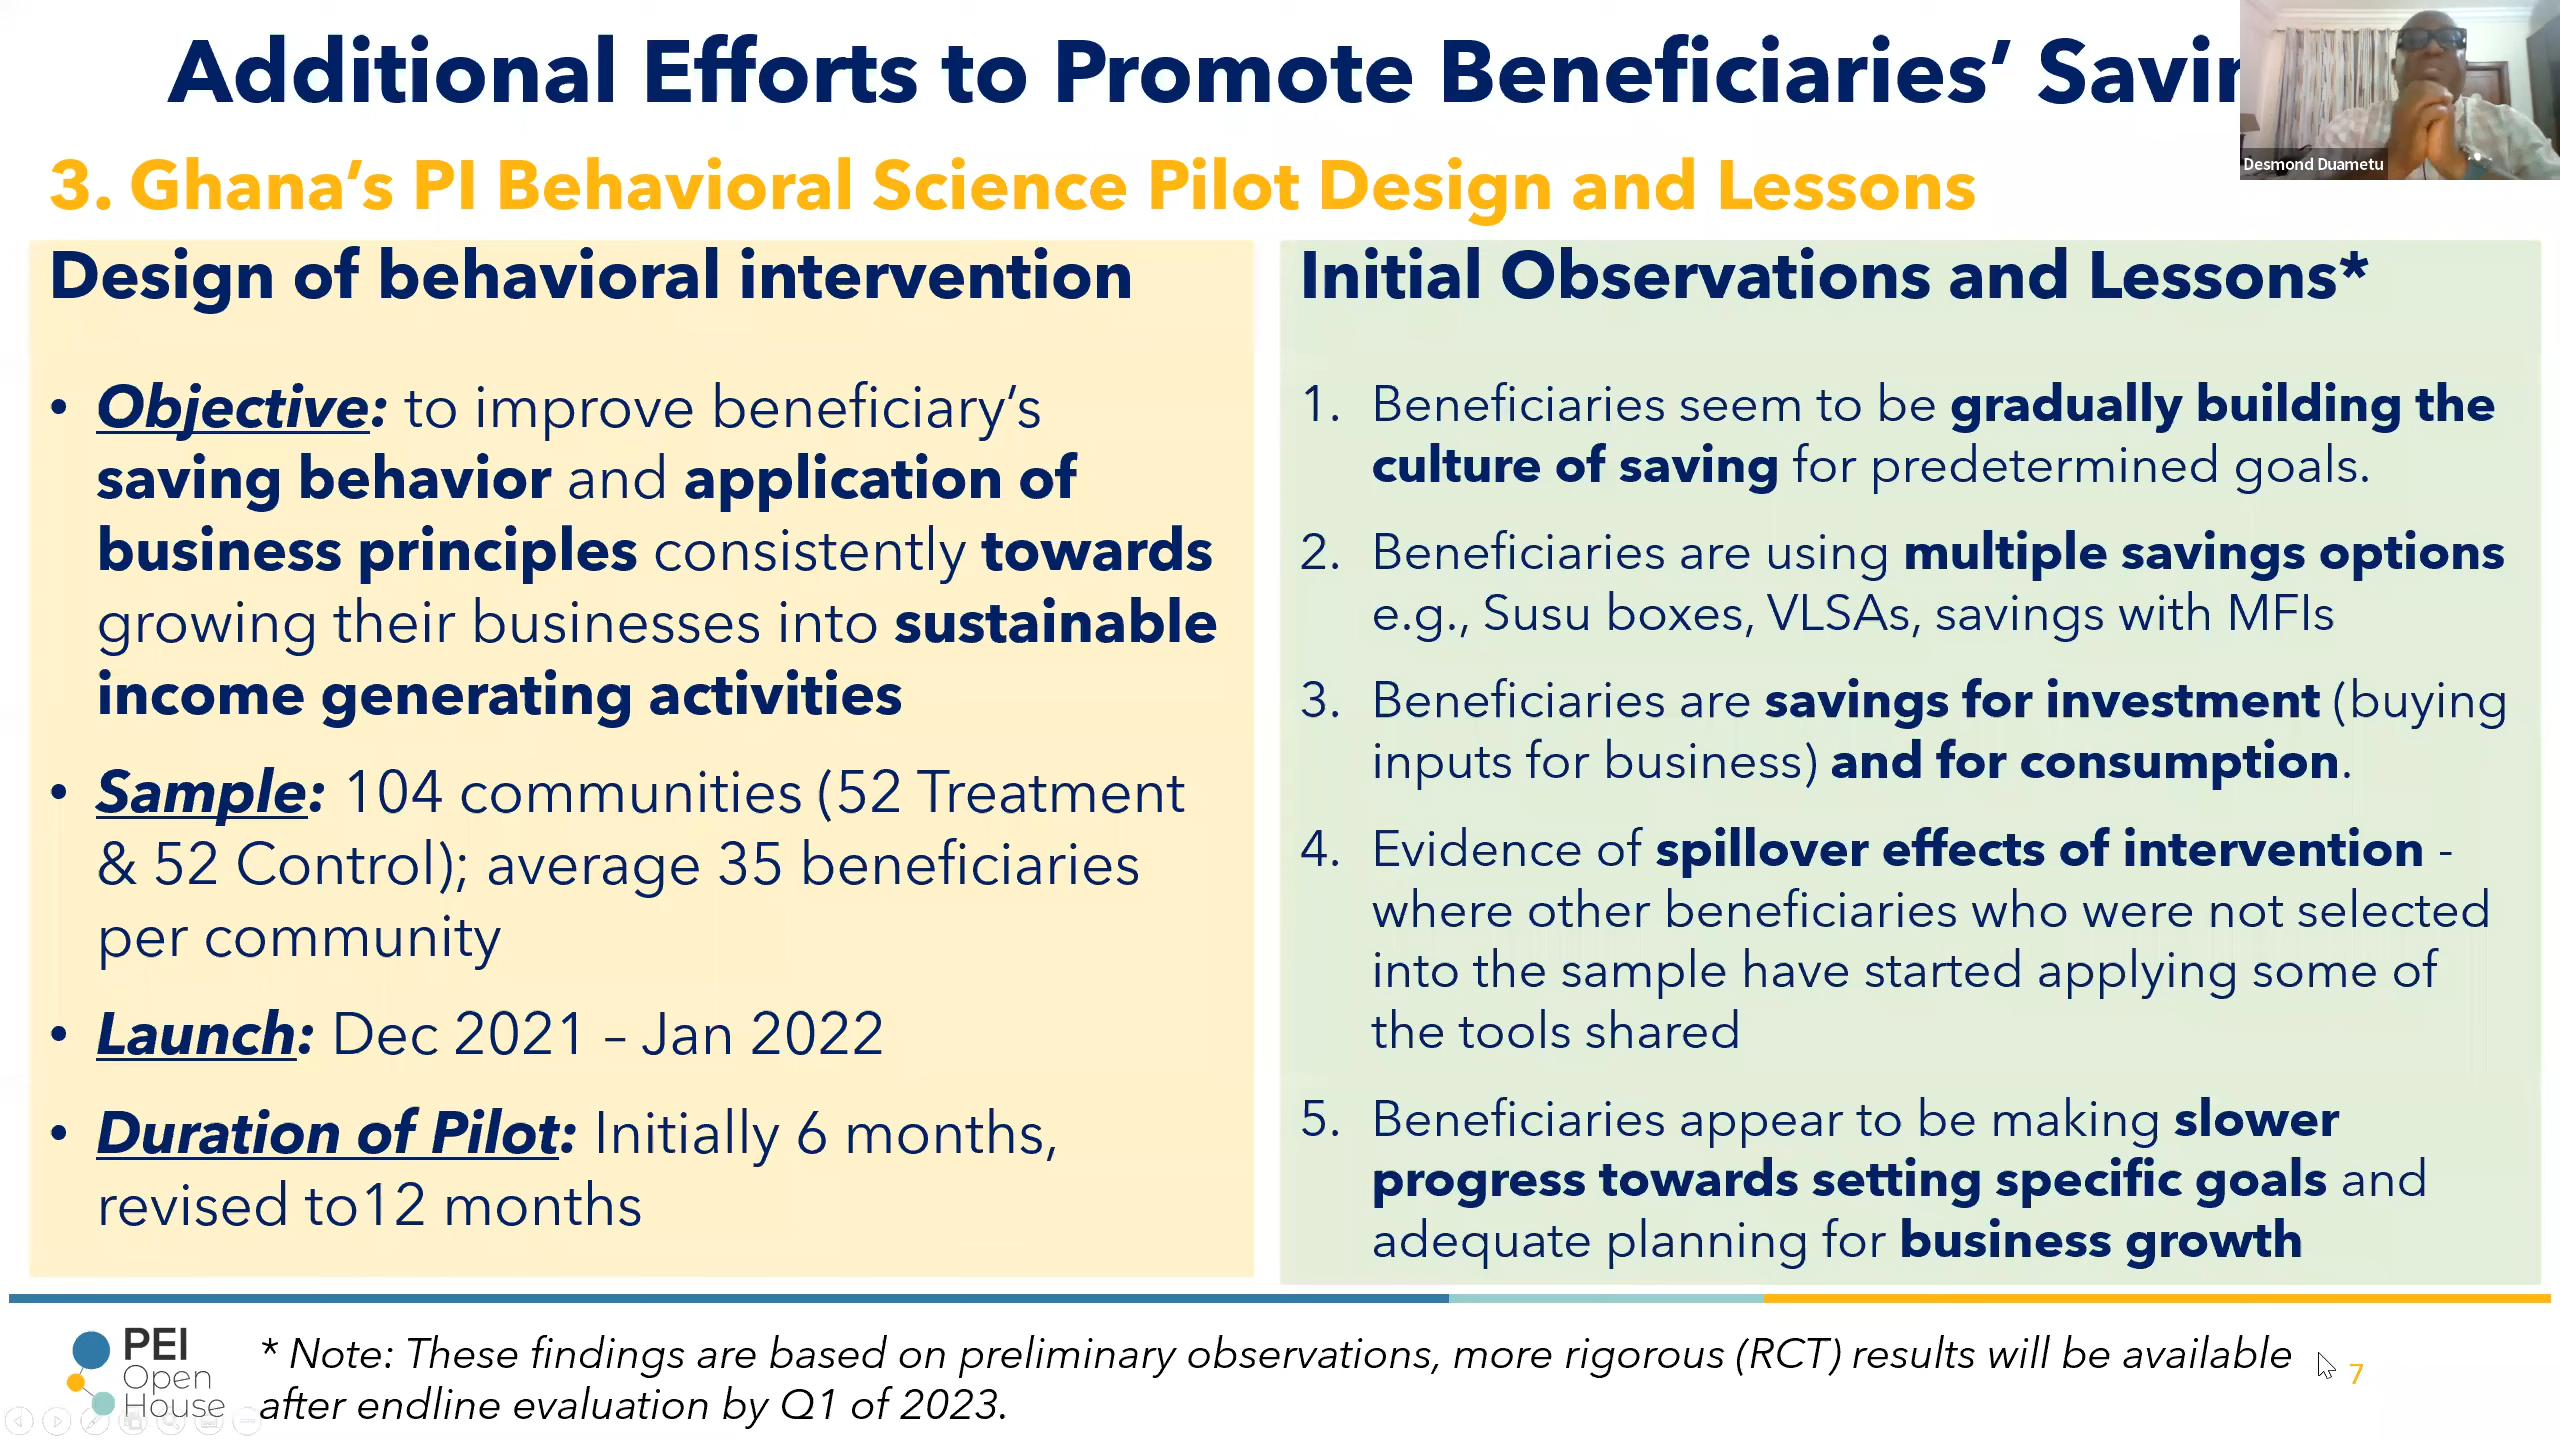 Additional Efforts to Promote Beneficiaries’ Savin
Desmond Duametu
3. Ghana’s PI Behavioral Science Pilot Design and Lessons
Design of behavioral intervention
• Objective: to improve beneficiary’s
saving behavior and application of
business principles consistently towards
growing their businesses into sustainable
income generating activities
• Sample: 104 communities (52 Treatment
& 52 Control); average 35 beneficiaries
per community
• Launch: Dec 2021 – Jan 2022
• Duration of Pilot: Initially 6 months,
revised to12 months
Initial Observations and Lessons*
1. Beneficiaries seem to be gradually building the
culture of saving for predetermined goals.
2. Beneficiaries are using multiple savings options
e.g., Susu boxes, VLSAs, savings with MFIs
3. Beneficiaries are savings for investment (buying
inputs for business) and for consumption.
4. Evidence of spillover effects of intervention -
where other beneficiaries who were not selected
into the sample have started applying some of
the tools shared
5. Beneficiaries appear to be making slower
progress towards setting specific goals and
adequate planning for business growth
PEI
Open
House
* Note: These findings are based on preliminary observations, more rigorous (RCT) results will be available
after endline evaluation by Q1 of 2023.
7